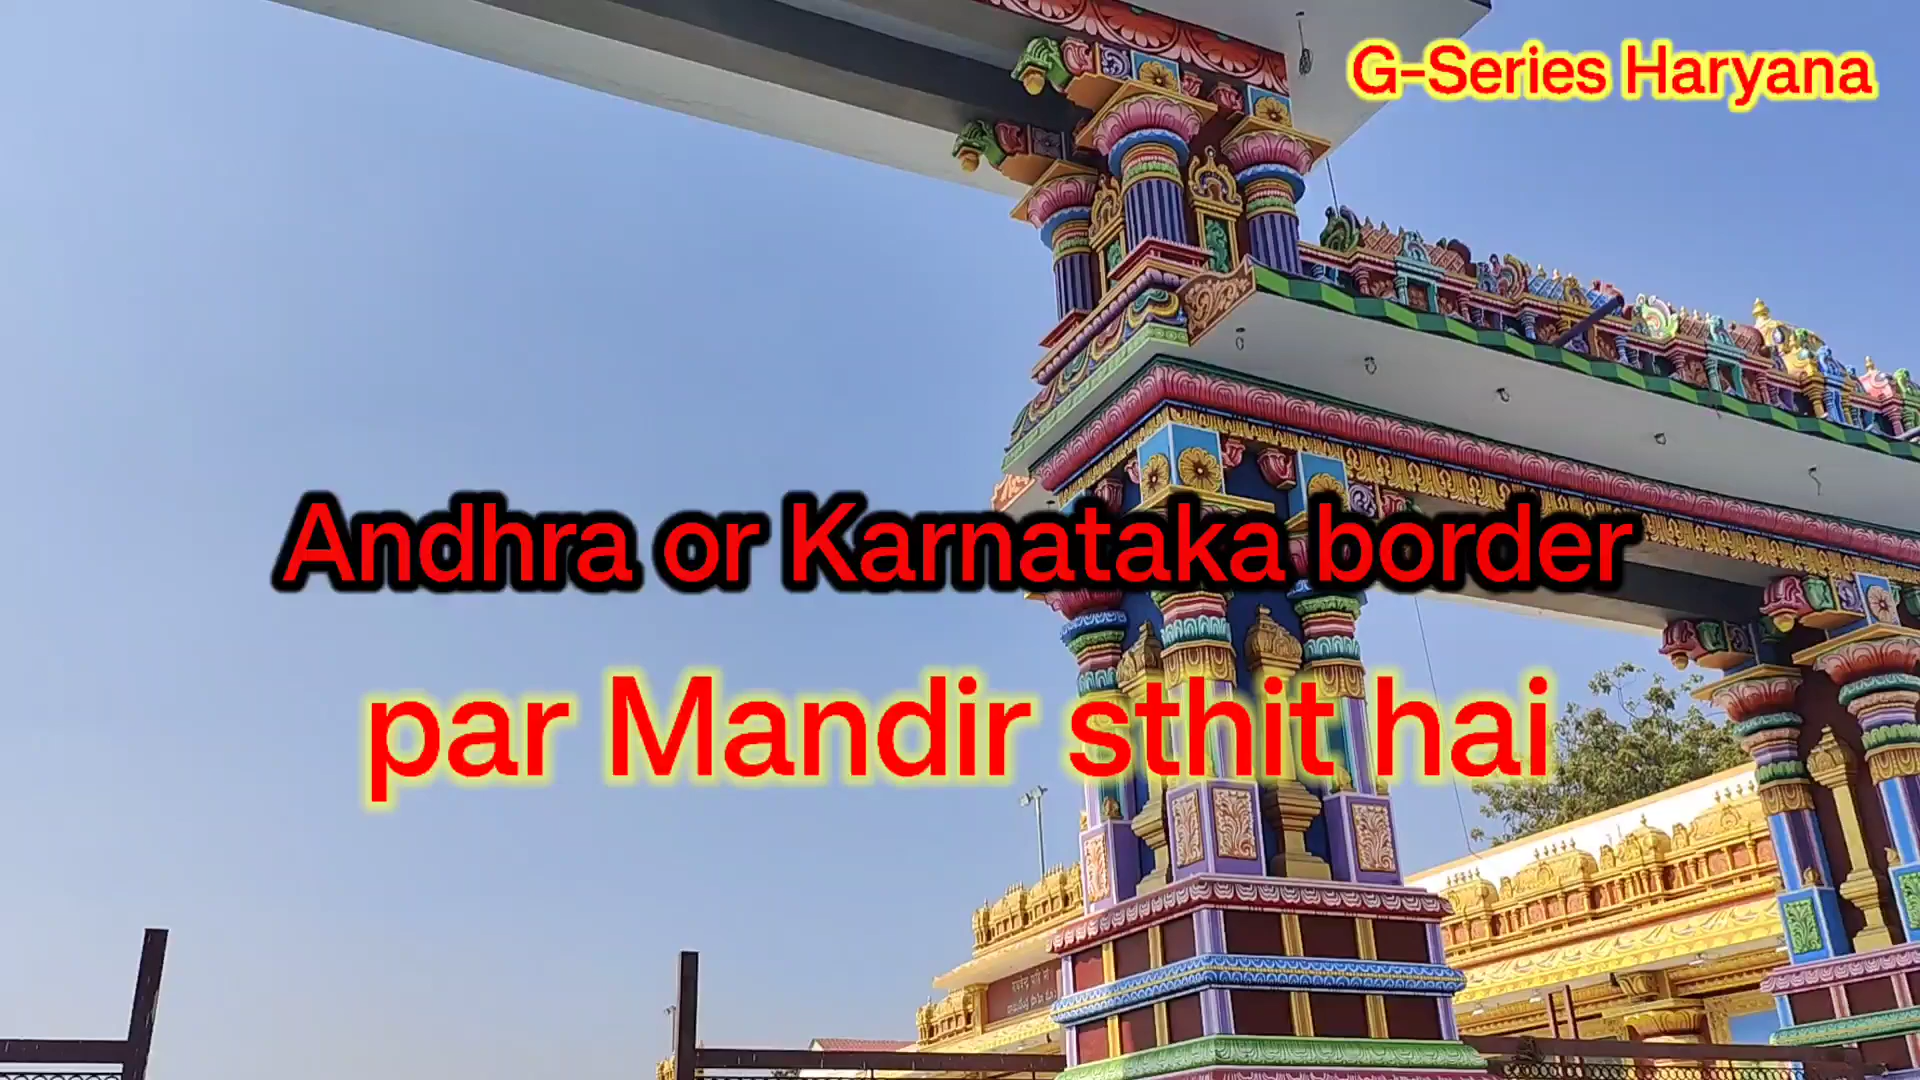 G-Series Haryana
Andhra or Karnataka border
par Mandir sthit hai